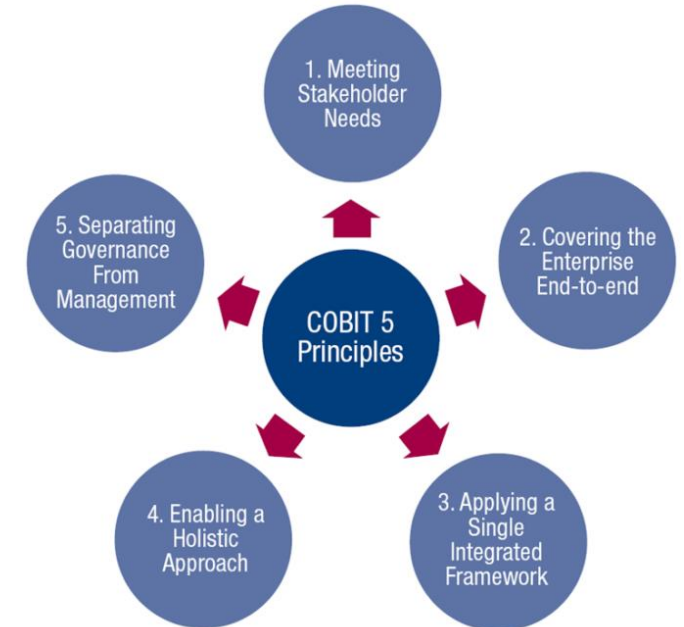 1. Meeting
Stakeholder
Needs
2. Covering the
Enterprise
End-to-end
3. Applying a
Single
Integrated
Framework
4. Enabling a
Holistic
Approach
5. Separating
Governance
From
Management
COBIT 5
Principles